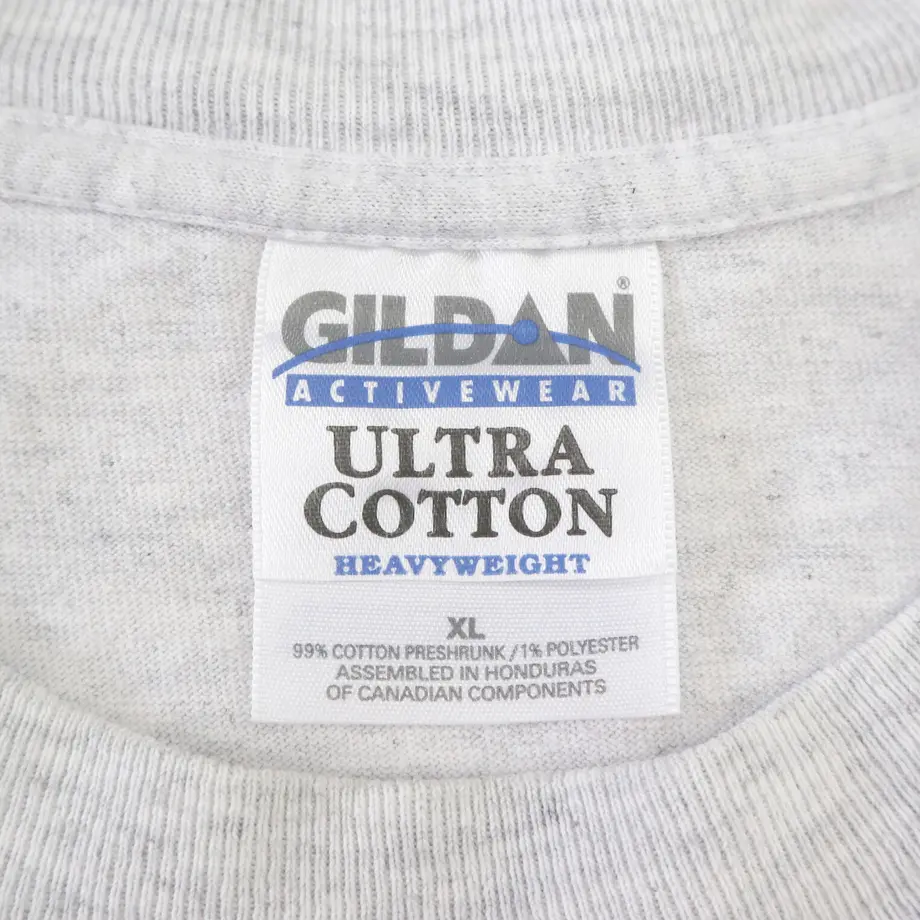 GILDAN®
ACTIVEWEAR
ULTRA
COTTON
HEAVYWEIGHT
XL
99% COTTON PRESHRUNK/1% POLYESTER
ASSEMBLED IN HONDURAS
OF CANADIAN COMPONENTS